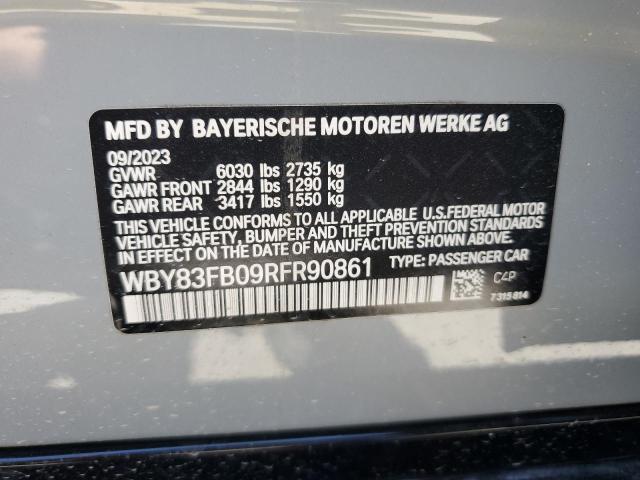 MFD BY BAYERISCHE MOTOREN WERKE AG
09/2023
GVWR 6030 lbs 2735 kg
GAWR FRONT 2844 lbs 1290 kg
GAWR REAR 3417 lbs 1550 kg
THIS VEHICLE CONFORMS TO ALL APPLICABLE U.S.FEDERAL MOTOR
VEHICLE SAFETY, BUMPER AND THEFT PREVENTION STANDARDS
IN EFFECT ON THE DATE OF MANUFACTURE SHOWN ABOVE.
WBY83FB09RFR90861 TYPE: PASSENGER CAR
C4P
7315814